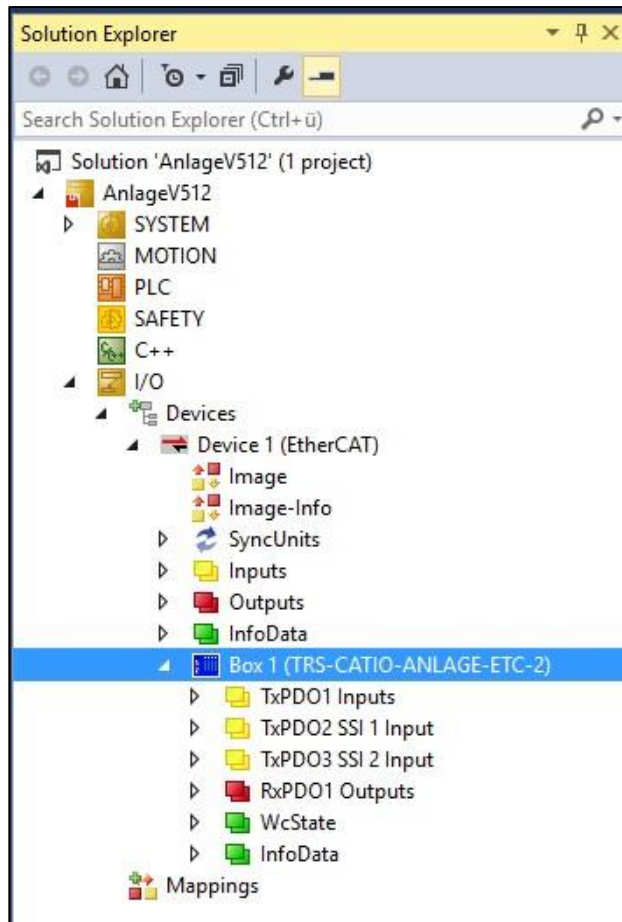 Solution Explorer
Search Solution Explorer (Ctrl+ü)
Solution 'AnlageV512' (1 project)
AnlageV512
SYSTEM
MOTION
PLC
SAFETY
C++
I/O
Devices
Device 1 (EtherCAT)
Image
Image-Info
SyncUnits
Inputs
Outputs
InfoData
Box 1 (TRS-CATIO-ANLAGE-ETC-2)
TxPDO1 Inputs
TxPDO2 SSI 1 Input
TxPDO3 SSI 2 Input
RxPDO1 Outputs
WcState
InfoData
Mappings